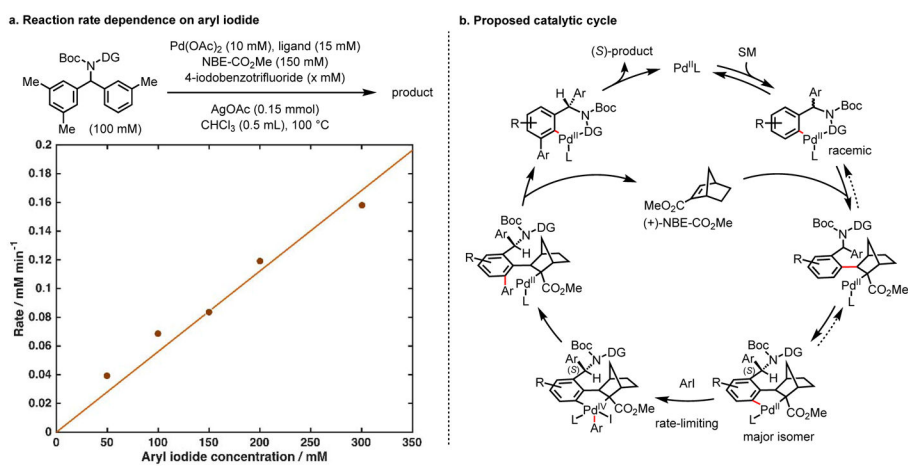 a. Reaction rate dependence on aryl iodide
BocN DG
Me
Me
Me
(100 mM)
Pd(OAc)2 (10 mM), ligand (15 mM)
NBE-CO2Me (150 mM)
4-iodobenzotrifluoride (x mM)
AgOAc (0.15 mmol)
CHCl3 (0.5 mL), 100 °C
product
Rate / mM min-1
0.2
0.18
0.16
0.14
0.12
0.1
0.08
0.06
0.04
0.02
0
0 50 100 150 200 250 300 350
Aryl iodide concentration / mM
b. Proposed catalytic cycle
(S)-product
PdIIL
SM
H Ar
NBoc
R
PdII DG
Ar L
Ar
NBoc
R
PdII DG
L
racemic
MeO2C
(+)-NBE-CO2Me
Boc
N DG
Ar
H
R
PdII
Ar
L
CO2Me
Boc
N DG
Ar
R
PdII
L
CO2Me
Boc
N DG
Ar
(S) H
R
PdIV
L I
Ar
CO2Me
ArI
rate-limiting
Boc
N DG
Ar
(S) H
R
PdII
L
CO2Me
major isomer